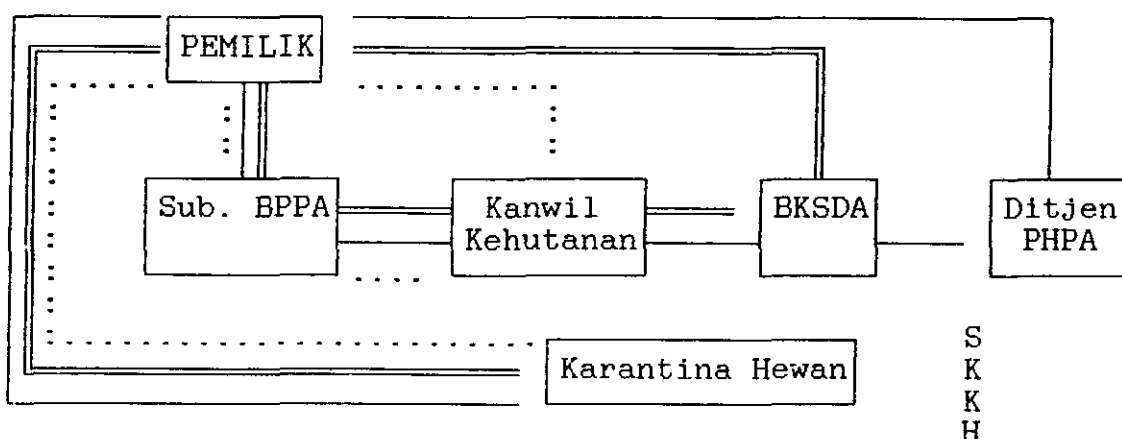 PEMILIK
Sub. BPPA
Kanwil
Kehutanan
BKSDA
Ditjen
PHPA
Karantina Hewan
S
K
K
H